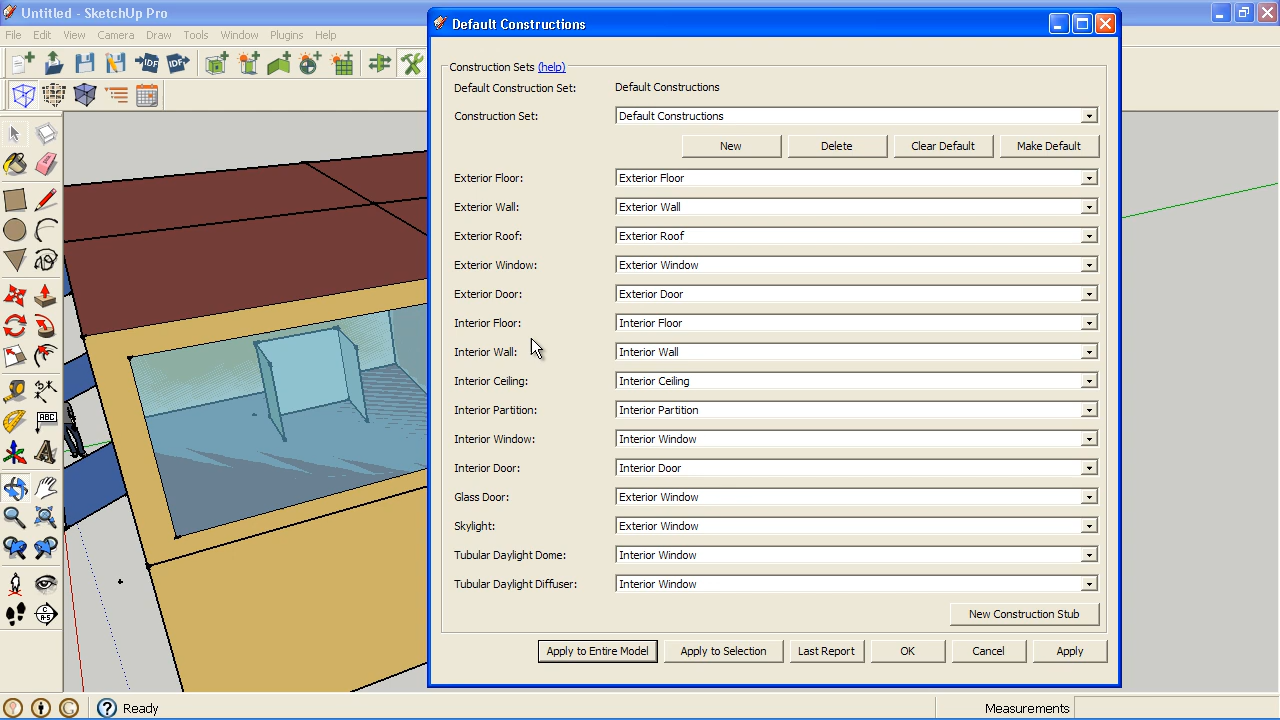 Untitled - SketchUp Pro
File Edit View Camera Draw Tools Window Plugins Help
IDF IDF
ABC
A
C
A-5
Default Constructions
Construction Sets (help)
Default Construction Set: Default Constructions
Construction Set: Default Constructions
New Delete Clear Default Make Default
Exterior Floor: Exterior Floor
Exterior Wall: Exterior Wall
Exterior Roof: Exterior Roof
Exterior Window: Exterior Window
Exterior Door: Exterior Door
Interior Floor: Interior Floor
Interior Wall: Interior Wall
Interior Ceiling: Interior Ceiling
Interior Partition: Interior Partition
Interior Window: Interior Window
Interior Door: Interior Door
Glass Door: Exterior Window
Skylight: Exterior Window
Tubular Daylight Dome: Interior Window
Tubular Daylight Diffuser: Interior Window
New Construction Stub
Apply to Entire Model Apply to Selection Last Report OK Cancel Apply
Ready Measurements